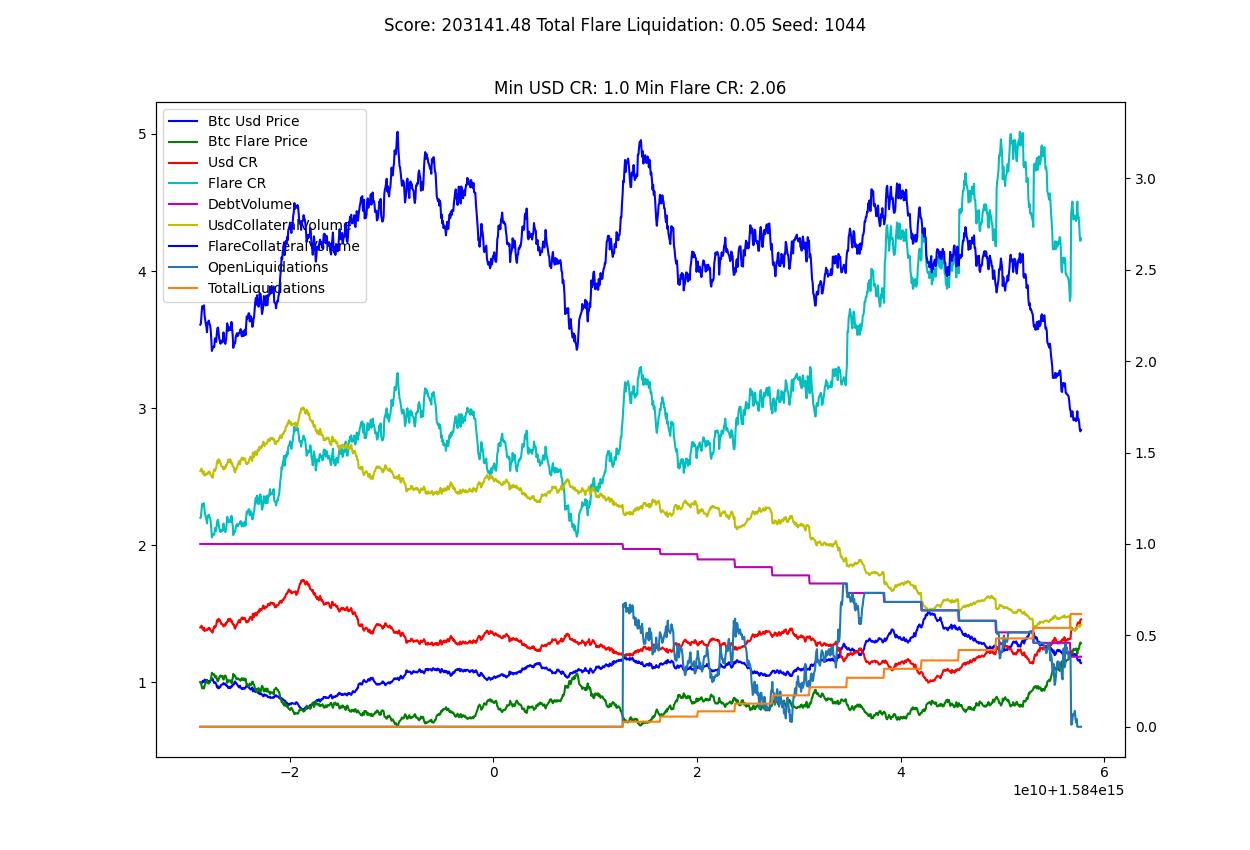 Score: 203141.48 Total Flare Liquidation: 0.05 Seed: 1044
Min USD CR: 1.0 Min Flare CR: 2.06
Btc Usd Price
Btc Flare Price
Usd CR
Flare CR
DebtVolume
UsdCollateralVolume
FlareCollateralVolume
OpenLiquidations
TotalLiquidations
5
4
3
2
1
3.0
2.5
2.0
1.5
1.0
0.5
0.0
−2
0
2
4
6
1e10+1.584e15